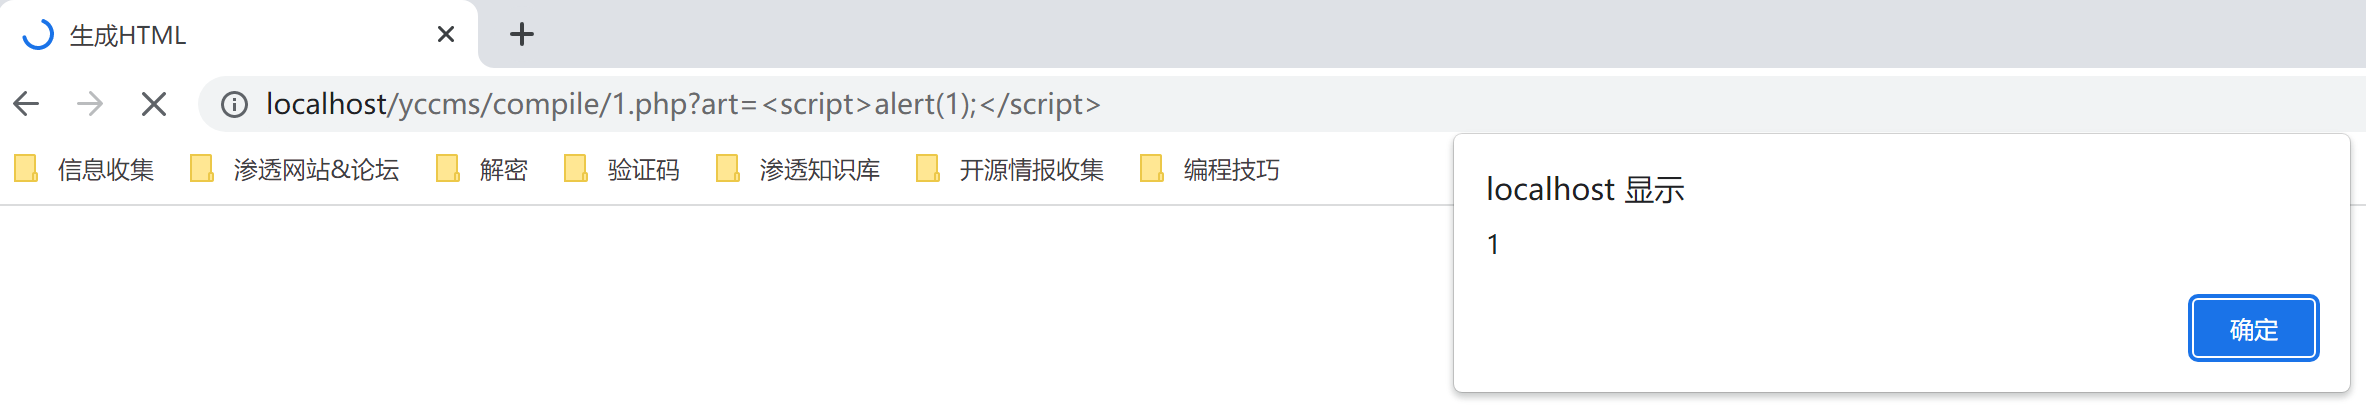 生成HTML
localhost/yccms/compile/1.php?art=<script>alert(1);</script>
信息收集 渗透网站&论坛 解密 验证码 渗透知识库 开源情报收集 编程技巧
localhost 显示
1
确定